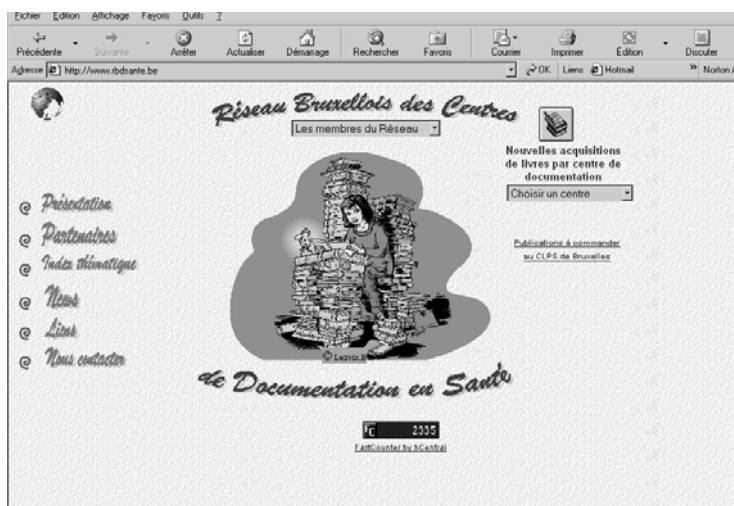 Fichier Edition Affichage Favoris Outils ?
Précédente Suivante Arrêter Actualiser Démarrage Rechercher Favoris Courrier Imprimer Edition Discuter
Adresse http://www.rbdsante.be OK Liens Hotmail » Norton A
Réseau Bruxellois des Centres
Les membres du Réseau
Nouvelles acquisitions
de livres par centre de
documentation
Choisir un centre
Présentation
Partenaires
Index thématique
News
Liens
Nous contacter
Publications à commander
au CLPS de Bruxelles
de Documentation en Santé
FC 2335
FastCounter by bCentral